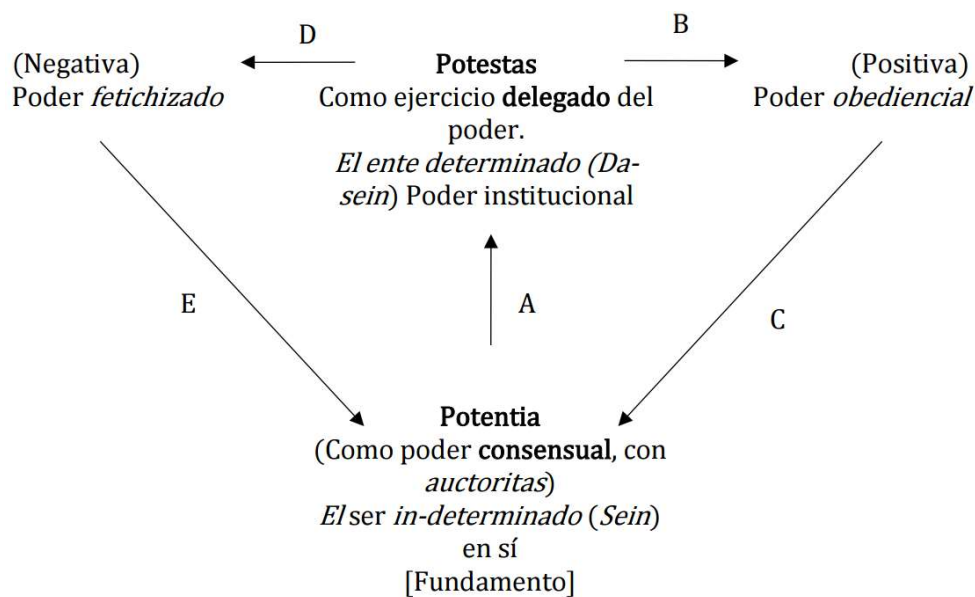 D
B
(Negativa)
Poder fetichizado
Potestas
Como ejercicio delegado del
poder.
El ente determinado (Da-
sein) Poder institucional
(Positiva)
Poder obediencial
E
A
C
Potentia
(Como poder consensual, con
auctoritas)
El ser in-determinado (Sein)
en sí
[Fundamento]